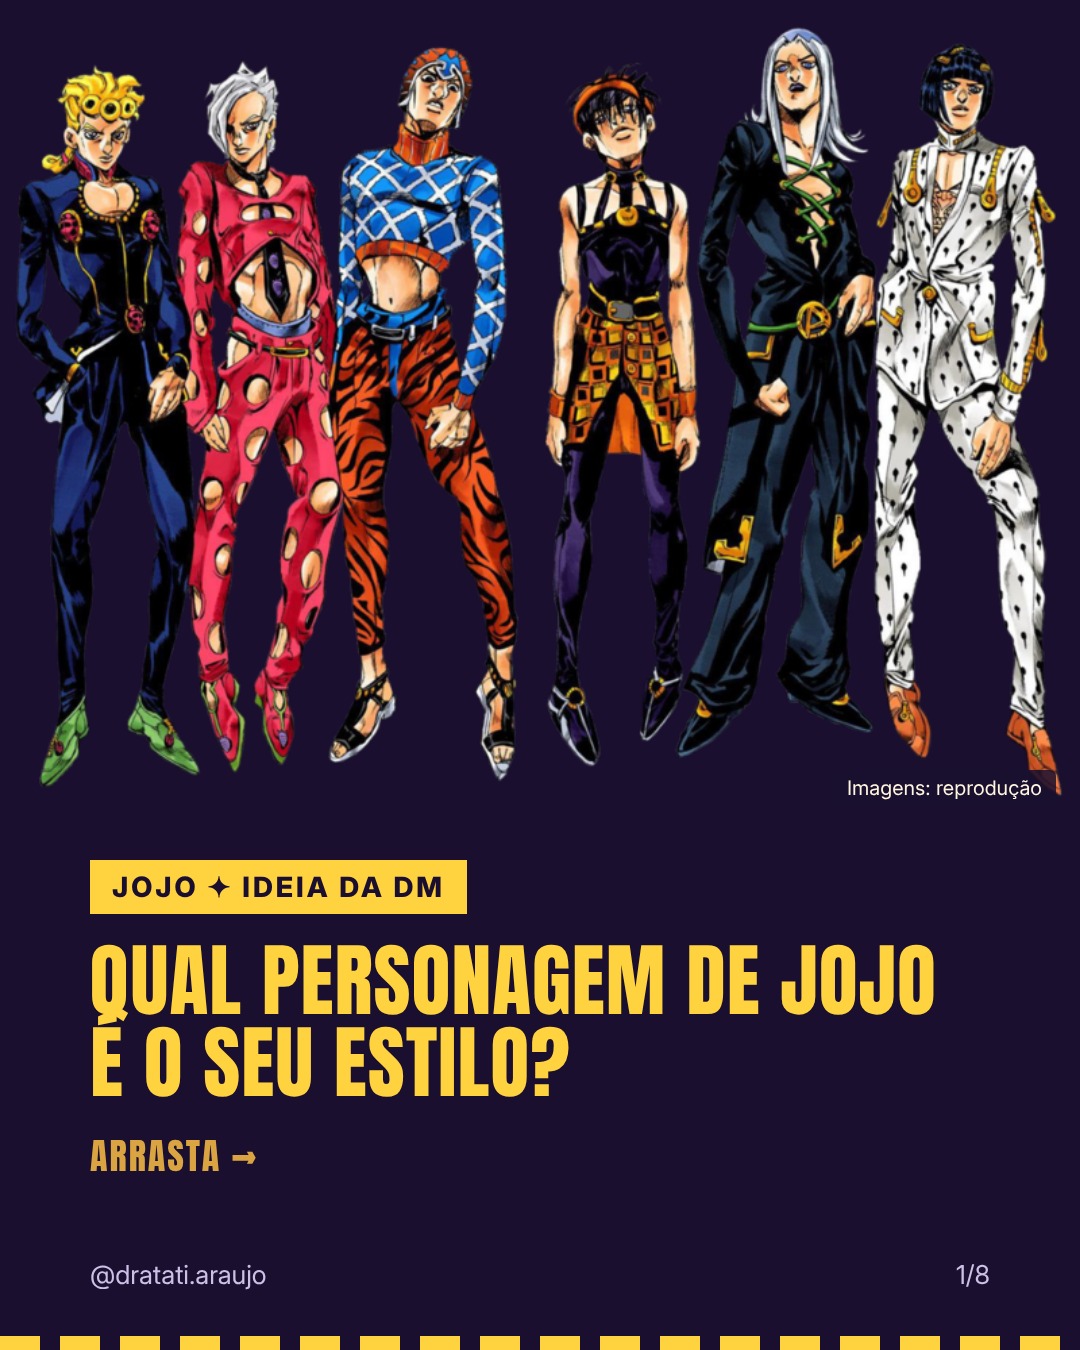 Imagens: reprodução
JOJO ✦ IDEIA DA DM
QUAL PERSONAGEM DE JOJO
É O SEU ESTILO?
ARRASTA →
@dratati.araujo
1/8